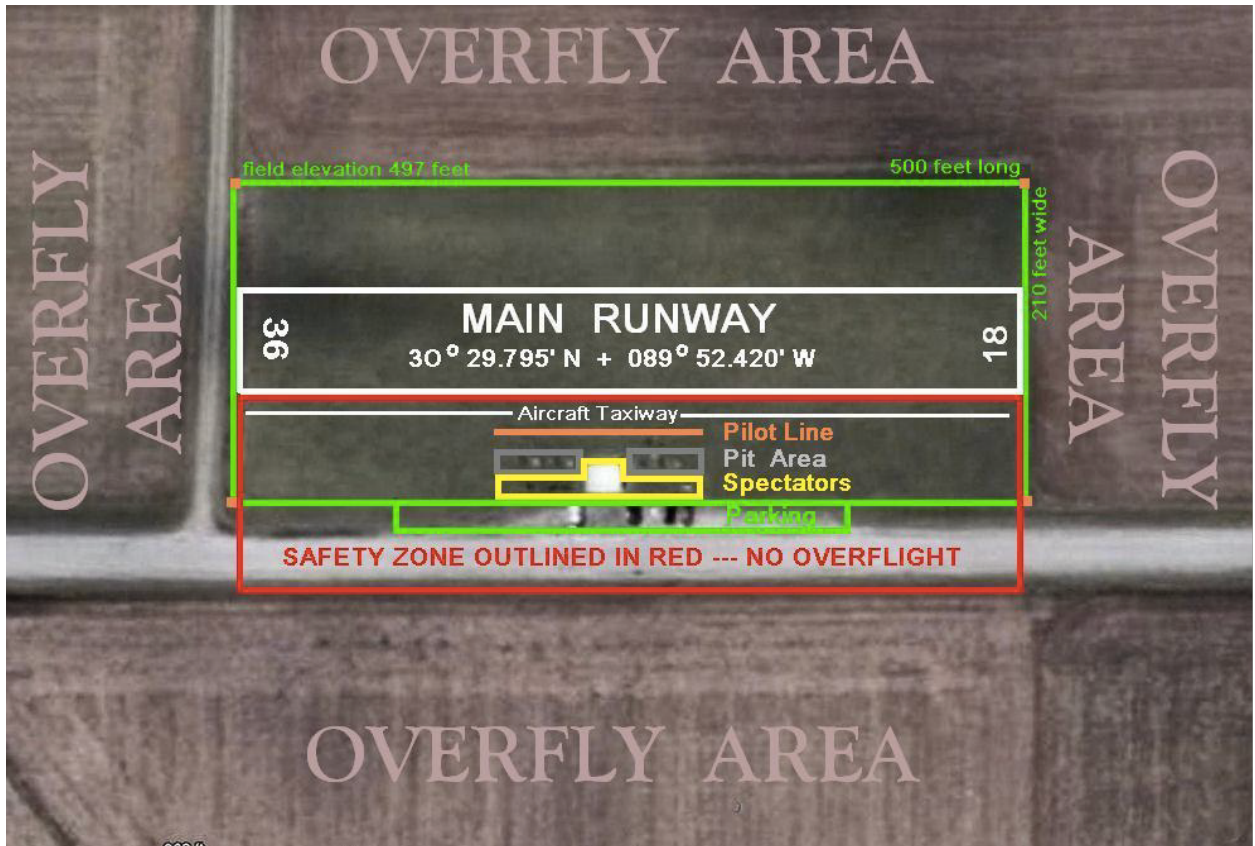 OVERFLY AREA
field elevation 497 feet
500 feet long
210 feet wide
OVERFLY
AREA
OVERFLY
AREA
MAIN RUNWAY
36
18
30° 29.795' N + 089° 52.420' W
Aircraft Taxiway
Pilot Line
Pit Area
Spectators
Parking
SAFETY ZONE OUTLINED IN RED --- NO OVERFLIGHT
OVERFLY AREA